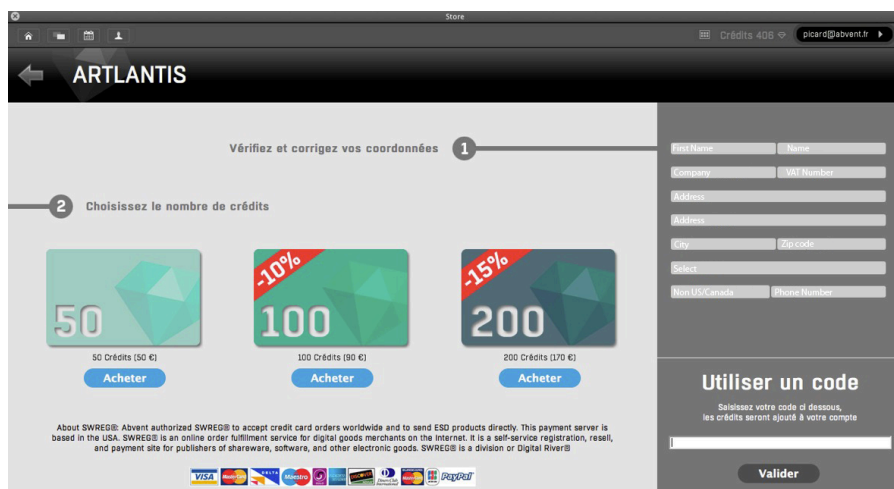 Store
Crédits 406
picard@abvent.fr
ARTLANTIS
Vérifiez et corrigez vos coordonnées
1
2
Choisissez le nombre de crédits
First Name
Name
Company
VAT Number
Address
Address
City
Zip code
Select
Non US/Canada
Phone Number
50
-10%
100
-15%
200
50 Crédits (50 €)
100 Crédits (90 €)
200 Crédits (170 €)
Acheter
Acheter
Acheter
Utiliser un code
Saisissez votre code ci dessous,
les crédits seront ajouté à votre compte
Valider
About SWREG®: Abvent authorized SWREG® to accept credit card orders worldwide and to send ESD products directly. This payment server is
based in the USA. SWREG® is an online order fulfillment service for digital goods merchants on the Internet. It is a self-service registration, resell,
and payment site for publishers of shareware, software, and other electronic goods. SWREG® is a division or Digital River®
VISA
MasterCard
DELTA
Maestro
DISCOVER
PayPal